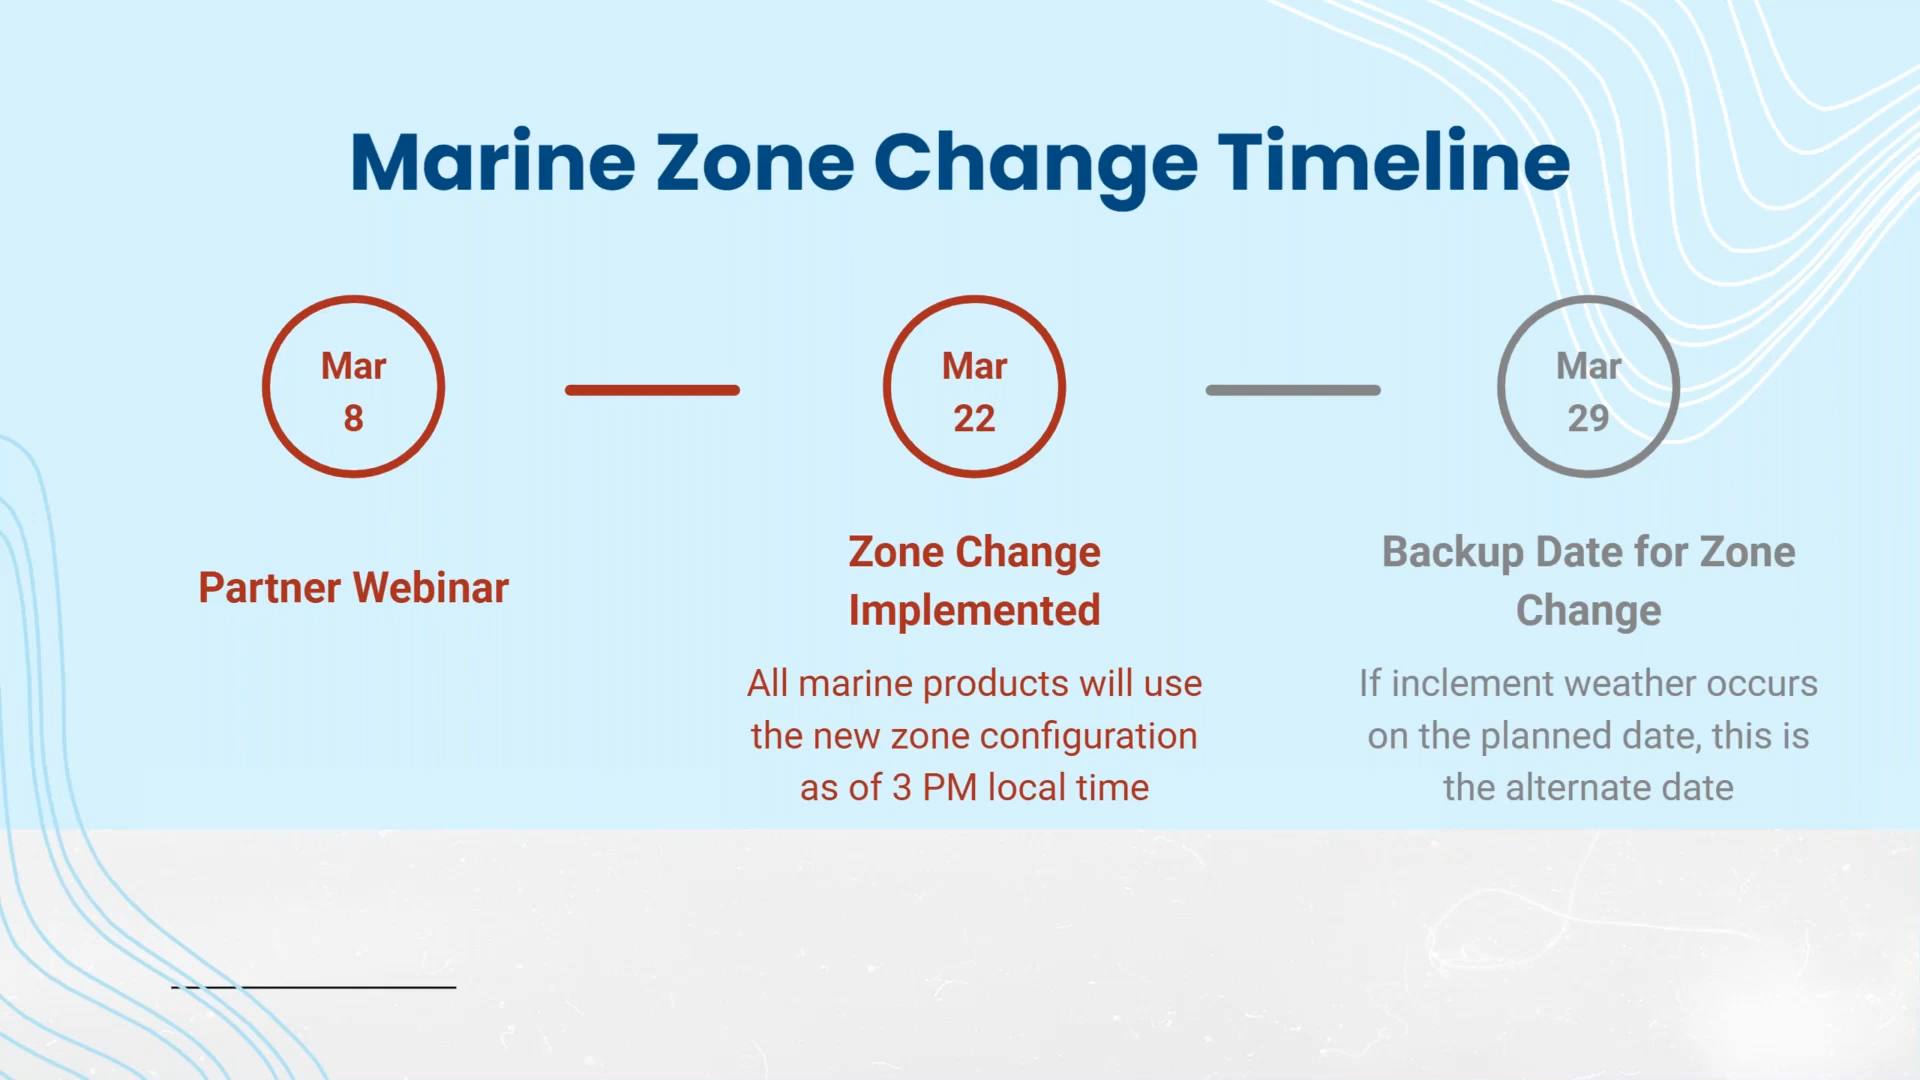 Marine Zone Change Timeline
Mar
8
Partner Webinar
Mar
22
Zone Change
Implemented
All marine products will use
the new zone configuration
as of 3 PM local time
Mar
29
Backup Date for Zone
Change
If inclement weather occurs
on the planned date, this is
the alternate date